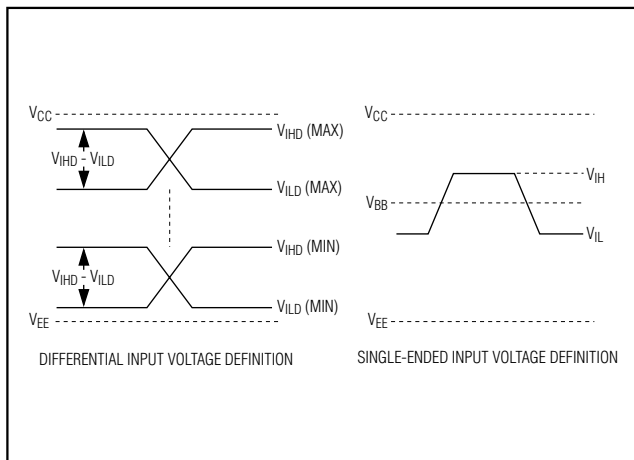 VCC
VIHD (MAX)
VIHD - VILD
VILD (MAX)
VIHD (MIN)
VIHD - VILD
VILD (MIN)
VEE
DIFFERENTIAL INPUT VOLTAGE DEFINITION
VCC
VIH
VBB
VIL
VEE
SINGLE-ENDED INPUT VOLTAGE DEFINITION